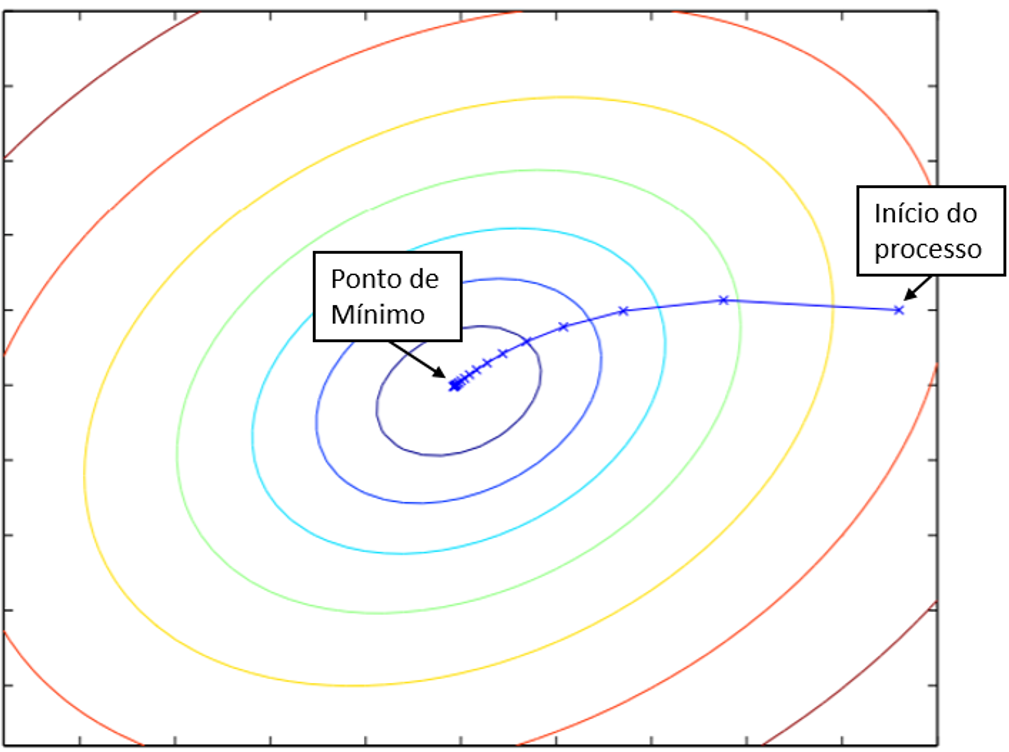 Início do
processo
Ponto de
Mínimo